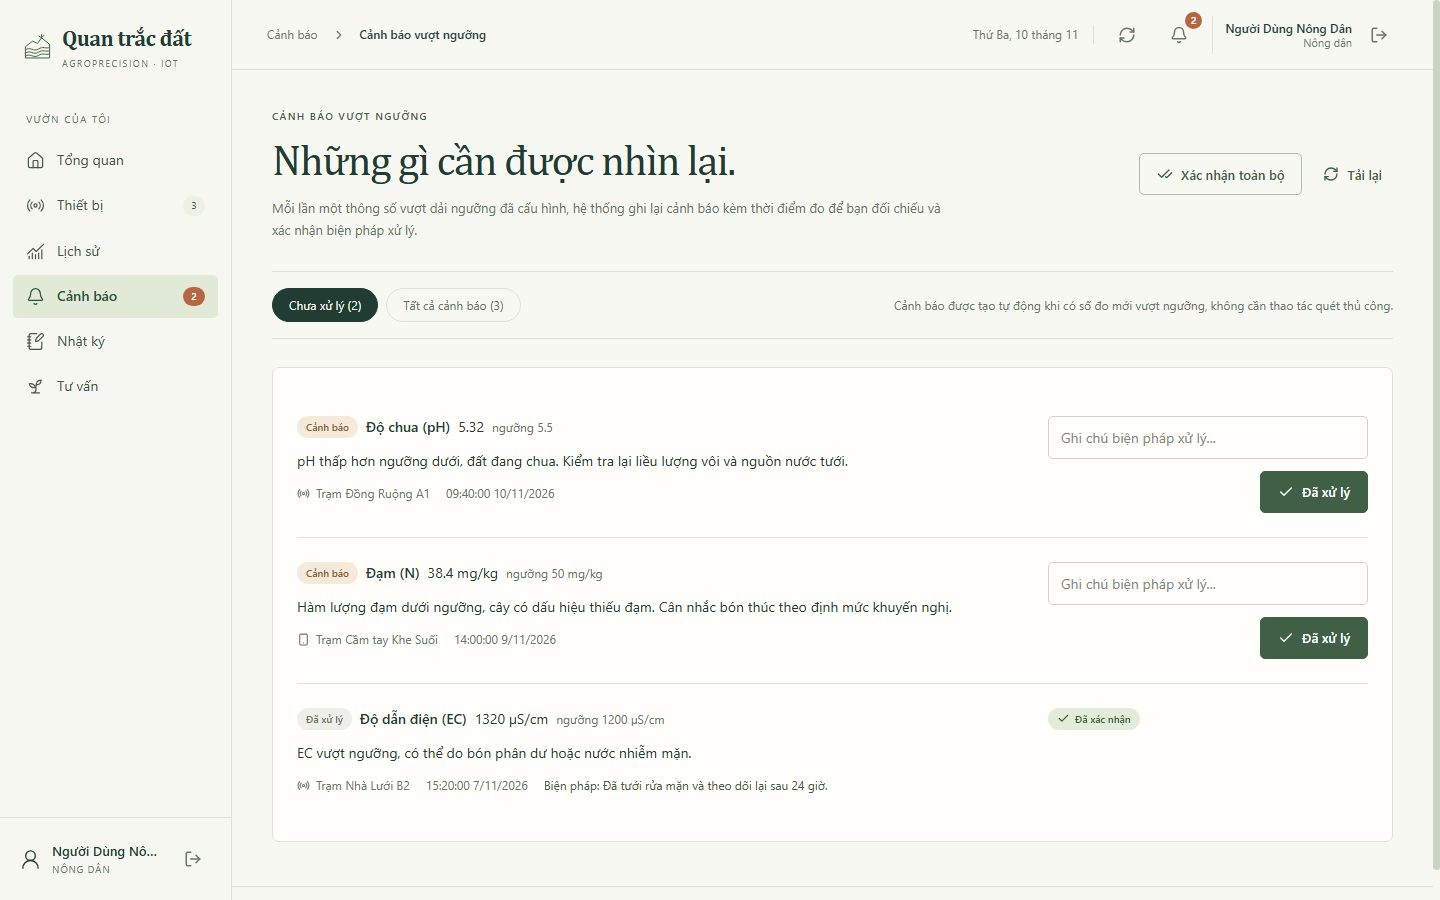 Quan trắc đất
AGROPRECISION · IOT
VƯỜN CỦA TÔI
Tổng quan
Thiết bị 3
Lịch sử
Cảnh báo 2
Nhật ký
Tư vấn
Người Dùng Nô...
NÔNG DÂN
Cảnh báo > Cảnh báo vượt ngưỡng
Thứ Ba, 10 tháng 11
2
Người Dùng Nông Dân
Nông dân
CẢNH BÁO VƯỢT NGƯỠNG
Những gì cần được nhìn lại.
Mỗi lần một thông số vượt dải ngưỡng đã cấu hình, hệ thống ghi lại cảnh báo kèm thời điểm đo để bạn đối chiếu và
xác nhận biện pháp xử lý.
Xác nhận toàn bộ
Tải lại
Chưa xử lý (2)
Tất cả cảnh báo (3)
Cảnh báo được tạo tự động khi có số đo mới vượt ngưỡng, không cần thao tác quét thủ công.
Cảnh báo Độ chua (pH) 5.32 ngưỡng 5.5
pH thấp hơn ngưỡng dưới, đất đang chua. Kiểm tra lại liều lượng vôi và nguồn nước tưới.
Trạm Đồng Ruộng A1 09:40:00 10/11/2026
Ghi chú biện pháp xử lý...
Đã xử lý
Cảnh báo Đạm (N) 38.4 mg/kg ngưỡng 50 mg/kg
Hàm lượng đạm dưới ngưỡng, cây có dấu hiệu thiếu đạm. Cân nhắc bón thúc theo định mức khuyến nghị.
Trạm Cầm tay Khe Suối 14:00:00 9/11/2026
Ghi chú biện pháp xử lý...
Đã xử lý
Đã xử lý Độ dẫn điện (EC) 1320 µS/cm ngưỡng 1200 µS/cm
EC vượt ngưỡng, có thể do bón phân dư hoặc nước nhiễm mặn.
Trạm Nhà Lưới B2 15:20:00 7/11/2026 Biện pháp: Đã tưới rửa mặn và theo dõi lại sau 24 giờ.
Đã xác nhận